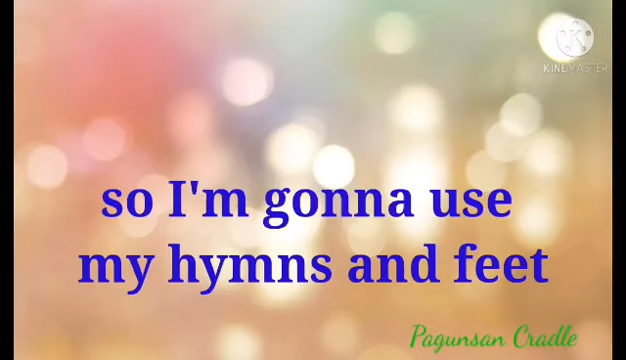 KINEMASTER
so I'm gonna use
my hymns and feet
Pagunsan Cradle